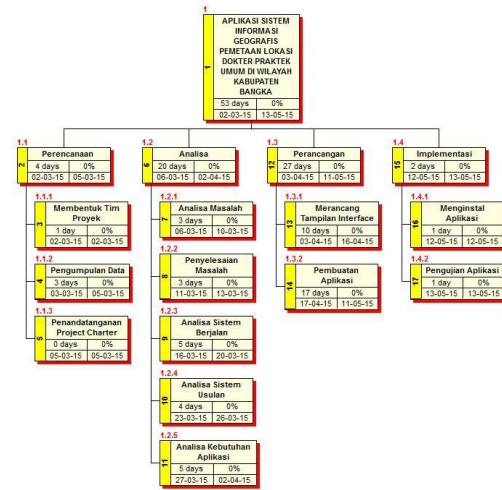 1
APLIKASI SISTEM
INFORMASI
GEOGRAFIS
PEMETAAN LOKASI
DOKTER PRAKTEK
UMUM DI WILAYAH
KABUPATEN
BANGKA
1
53 days 0%
02-03-15 13-05-15
1.1
Perencanaan
2
4 days 0%
02-03-15 05-03-15
1.2
Analisa
6
20 days 0%
06-03-15 02-04-15
1.3
Perancangan
12
27 days 0%
03-04-15 11-05-15
1.4
Implementasi
15
2 days 0%
12-05-15 13-05-15
1.1.1
Membentuk Tim
Proyek
3
1 day 0%
02-03-15 02-03-15
1.1.2
Pengumpulan Data
4
3 days 0%
03-03-15 05-03-15
1.1.3
Penandatanganan
Project Charter
5
0 days 0%
05-03-15 05-03-15
1.2.1
Analisa Masalah
7
3 days 0%
06-03-15 10-03-15
1.2.2
Penyelesaian
Masalah
8
3 days 0%
11-03-15 13-03-15
1.2.3
Analisa Sistem
Berjalan
9
5 days 0%
16-03-15 20-03-15
1.2.4
Analisa Sistem
Usulan
10
4 days 0%
23-03-15 26-03-15
1.2.5
Analisa Kebutuhan
Aplikasi
11
5 days 0%
27-03-15 02-04-15
1.3.1
Merancang
Tampilan Interface
13
10 days 0%
03-04-15 16-04-15
1.3.2
Pembuatan
Aplikasi
14
17 days 0%
17-04-15 11-05-15
1.4.1
Menginstal
Aplikasi
16
1 day 0%
12-05-15 12-05-15
1.4.2
Pengujian Aplikasi
17
1 day 0%
13-05-15 13-05-15